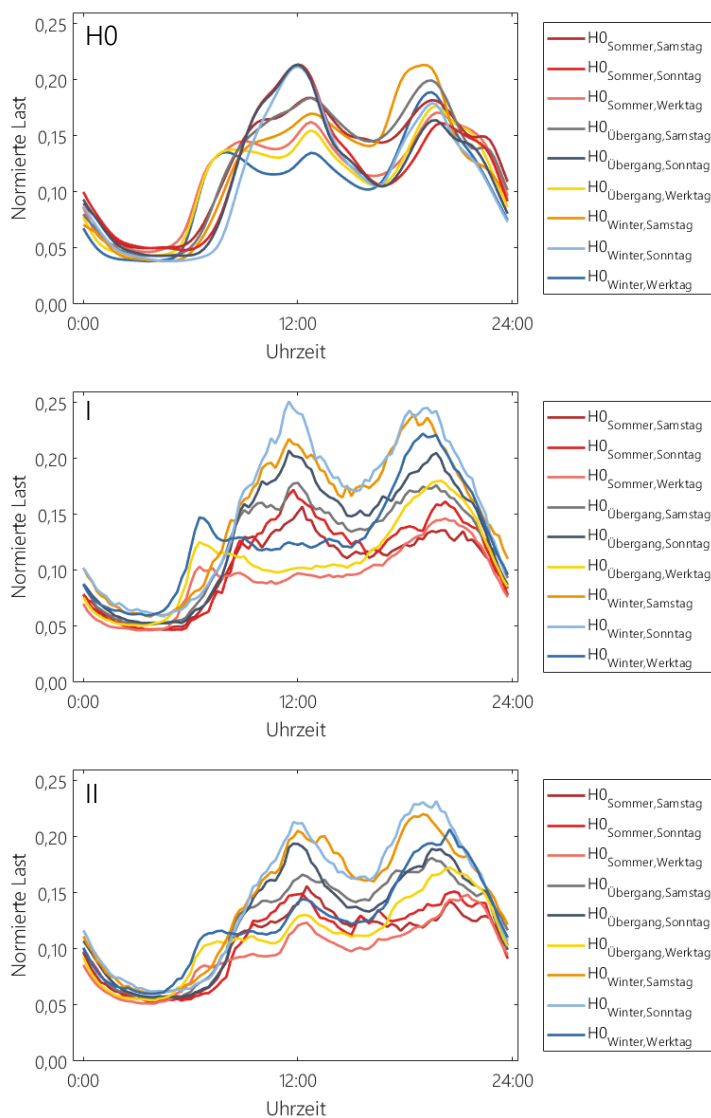 H0
Normierte Last
0,25
0,20
0,15
0,10
0,05
0,00
0:00
12:00
24:00
Uhrzeit
H0Sommer,Samstag
H0Sommer,Sonntag
H0Sommer,Werktag
H0Übergang,Samstag
H0Übergang,Sonntag
H0Übergang,Werktag
H0Winter,Samstag
H0Winter,Sonntag
H0Winter,Werktag
I
Normierte Last
0,25
0,20
0,15
0,10
0,05
0,00
0:00
12:00
24:00
Uhrzeit
H0Sommer,Samstag
H0Sommer,Sonntag
H0Sommer,Werktag
H0Übergang,Samstag
H0Übergang,Sonntag
H0Übergang,Werktag
H0Winter,Samstag
H0Winter,Sonntag
H0Winter,Werktag
II
Normierte Last
0,25
0,20
0,15
0,10
0,05
0,00
0:00
12:00
24:00
Uhrzeit
H0Sommer,Samstag
H0Sommer,Sonntag
H0Sommer,Werktag
H0Übergang,Samstag
H0Übergang,Sonntag
H0Übergang,Werktag
H0Winter,Samstag
H0Winter,Sonntag
H0Winter,Werktag